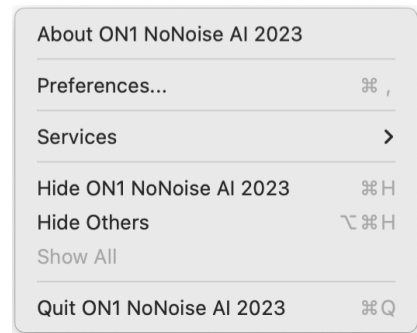 About ON1 NoNoise AI 2023
Preferences... ⌘ ,
Services
Hide ON1 NoNoise AI 2023 ⌘H
Hide Others ⌥⌘H
Show All
Quit ON1 NoNoise AI 2023 ⌘Q